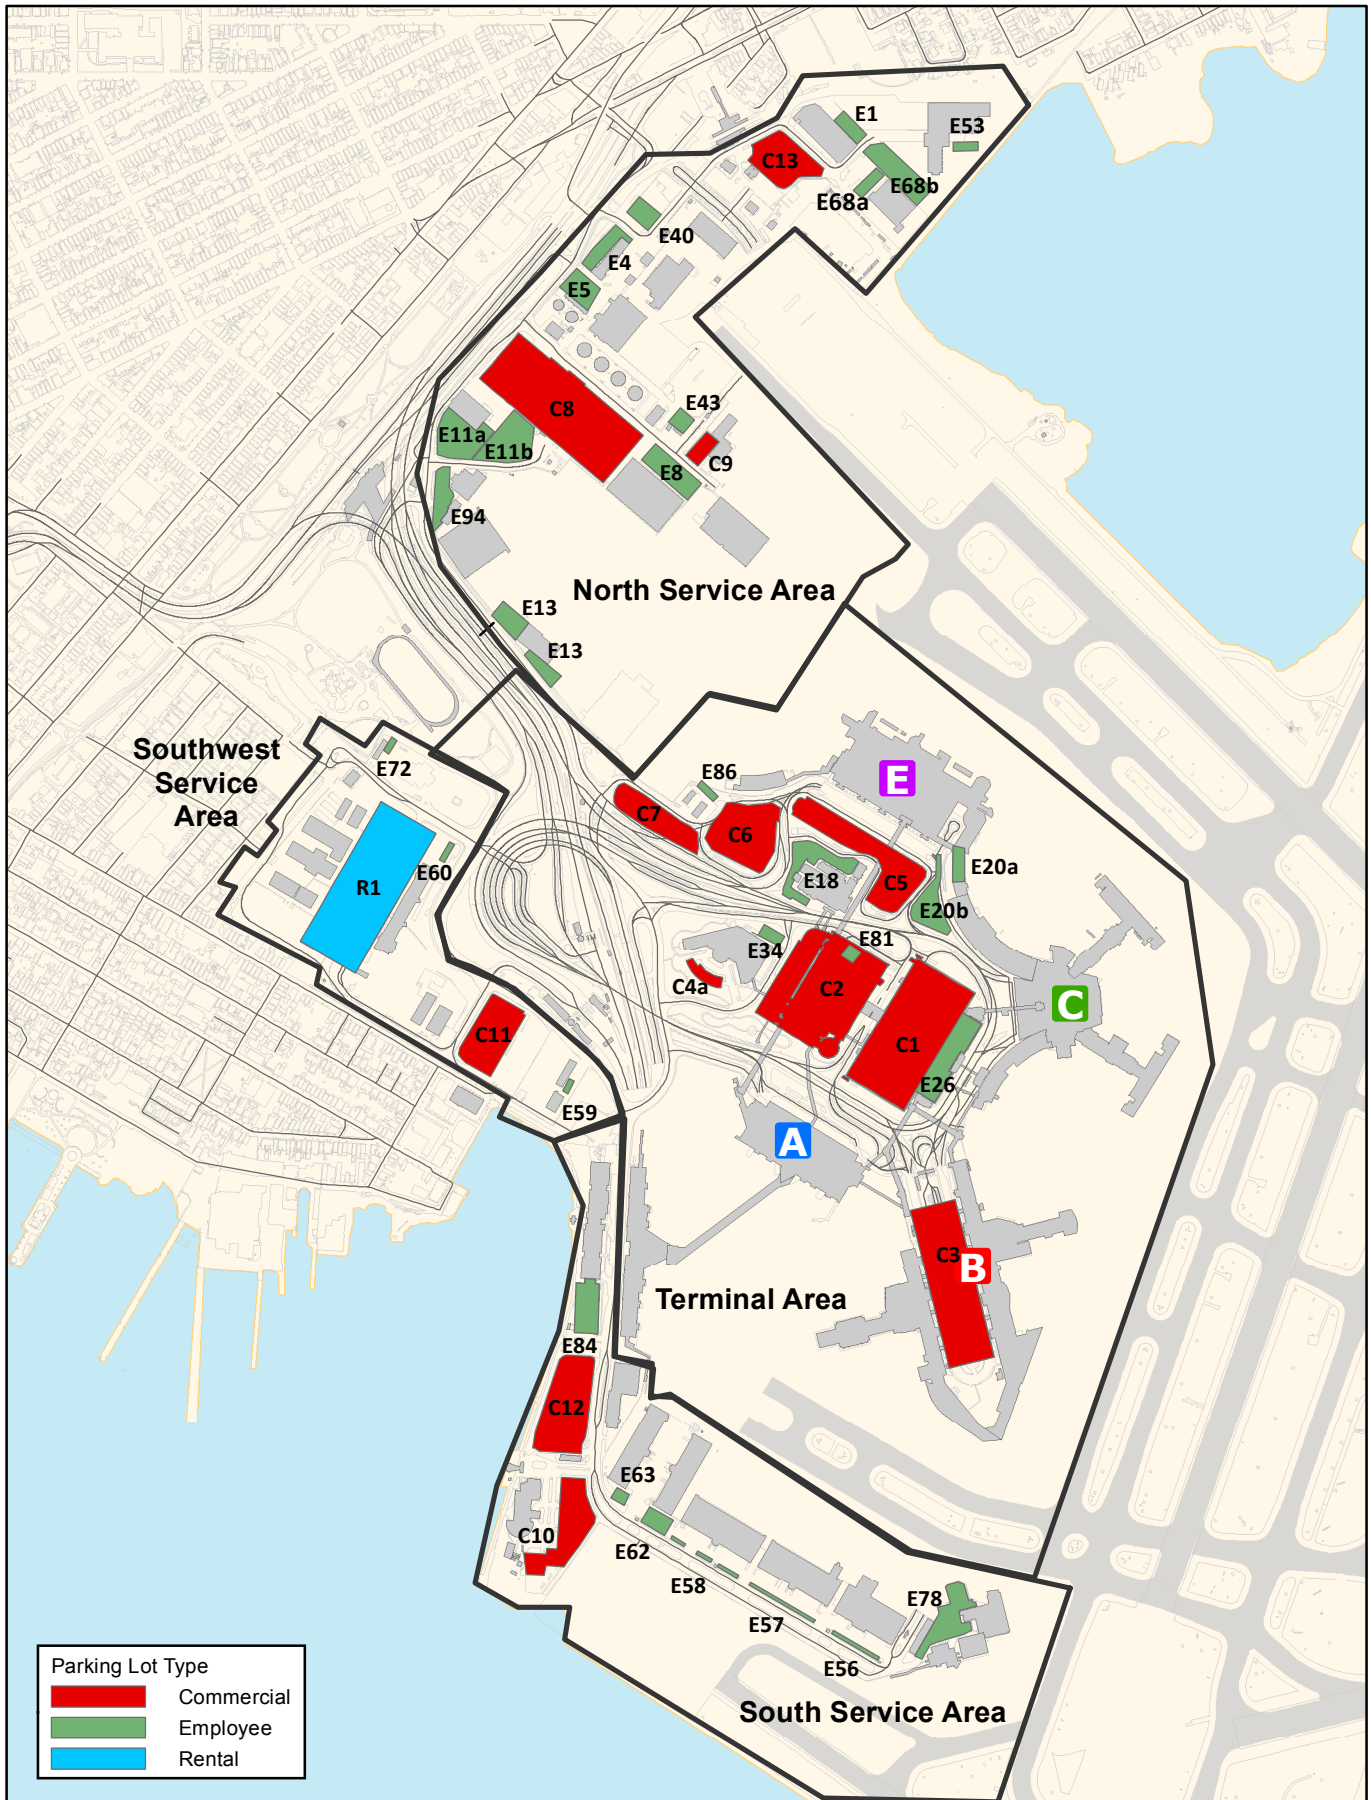 E1
E53
C13
E68b
E68a
E40
E4
E5
C8
E43
E11a
E11b
C9
E8
E94
North Service Area
E13
E13
Southwest
Service
Area
E72
E86
E
C7
C6
E60
R1
E18
C5
E20a
E20b
E34
E81
C4a
C2
C
C11
C1
E26
E59
A
C3
B
Terminal Area
E84
C12
E63
C10
E62
E58
E57
E78
E56
South Service Area
Parking Lot Type
Commercial
Employee
Rental